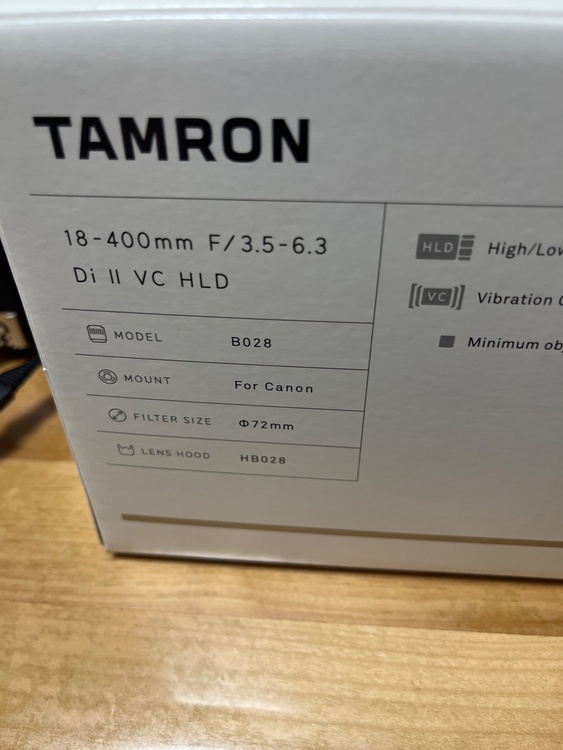 TAMRON
18-400mm F/3.5-6.3
Di II VC HLD
MODEL B028
MOUNT For Canon
FILTER SIZE Φ72mm
LENS HOOD HB028
HLD High/Low
VC Vibration
Minimum